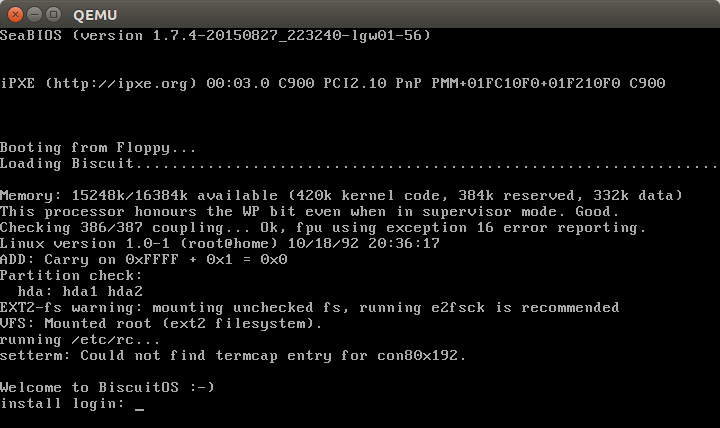 QEMU
SeaBIOS (version 1.7.4-20150827_223240-lgw01-56)
iPXE (http://ipxe.org) 00:03.0 C900 PCI2.10 PnP PMM+01FC10F0+01F210F0 C900
Booting from Floppy...
Loading Biscuit................................................................
Memory: 15248k/16384k available (420k kernel code, 384k reserved, 332k data)
This processor honours the WP bit even when in supervisor mode. Good.
Checking 386/387 coupling... Ok, fpu using exception 16 error reporting.
Linux version 1.0-1 (root@home) 10/18/92 20:36:17
ADD: Carry on 0xFFFF + 0x1 = 0x0
Partition check:
  hda: hda1 hda2
EXT2-fs warning: mounting unchecked fs, running e2fsck is recommended
VFS: Mounted root (ext2 filesystem).
running /etc/rc...
setterm: Could not find termcap entry for con80x192.
Welcome to BiscuitOS :-)
install login: _